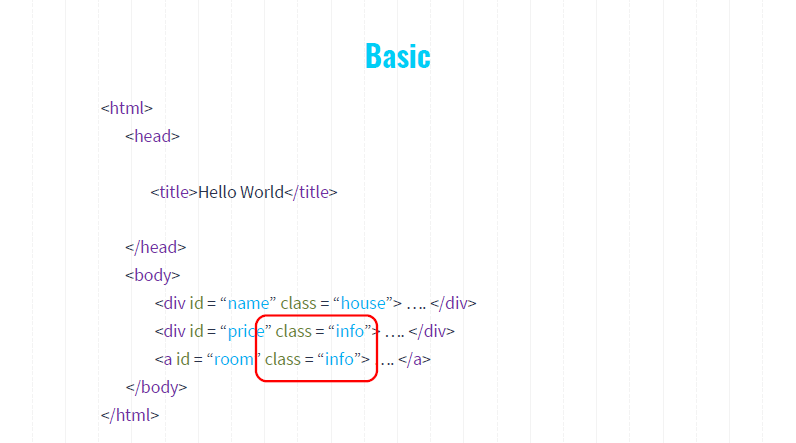 Basic
<html>
<head>
<title>Hello World</title>
</head>
<body>
<div id = “name” class = “house”> …. </div>
<div id = “price” class = “info”> …. </div>
<a id = “room” class = “info”> …. </a>
</body>
</html>